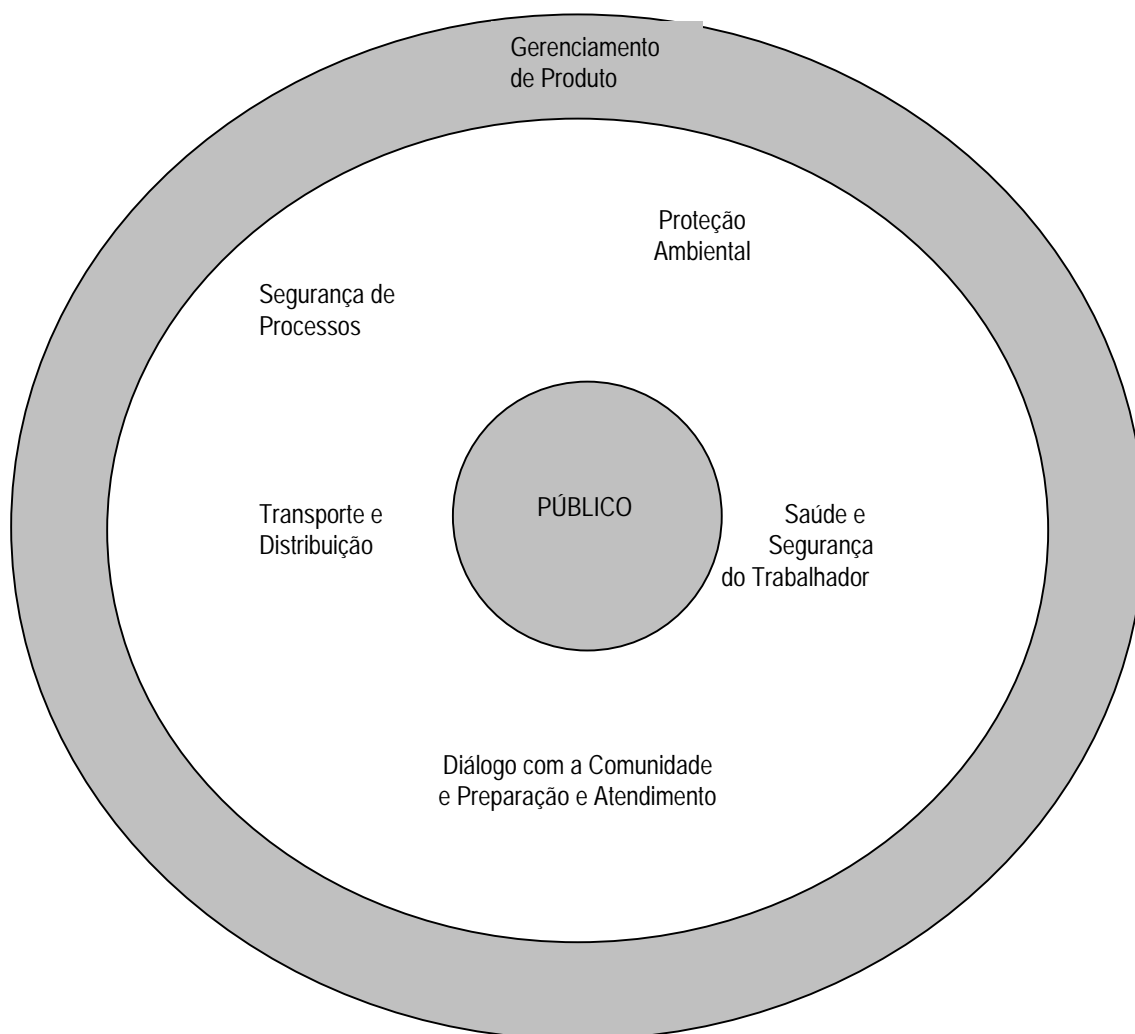 Gerenciamento
de Produto
Proteção
Ambiental
Segurança de
Processos
PÚBLICO
Transporte e
Distribuição
Saúde e
Segurança
do Trabalhador
Diálogo com a Comunidade
e Preparação e Atendimento